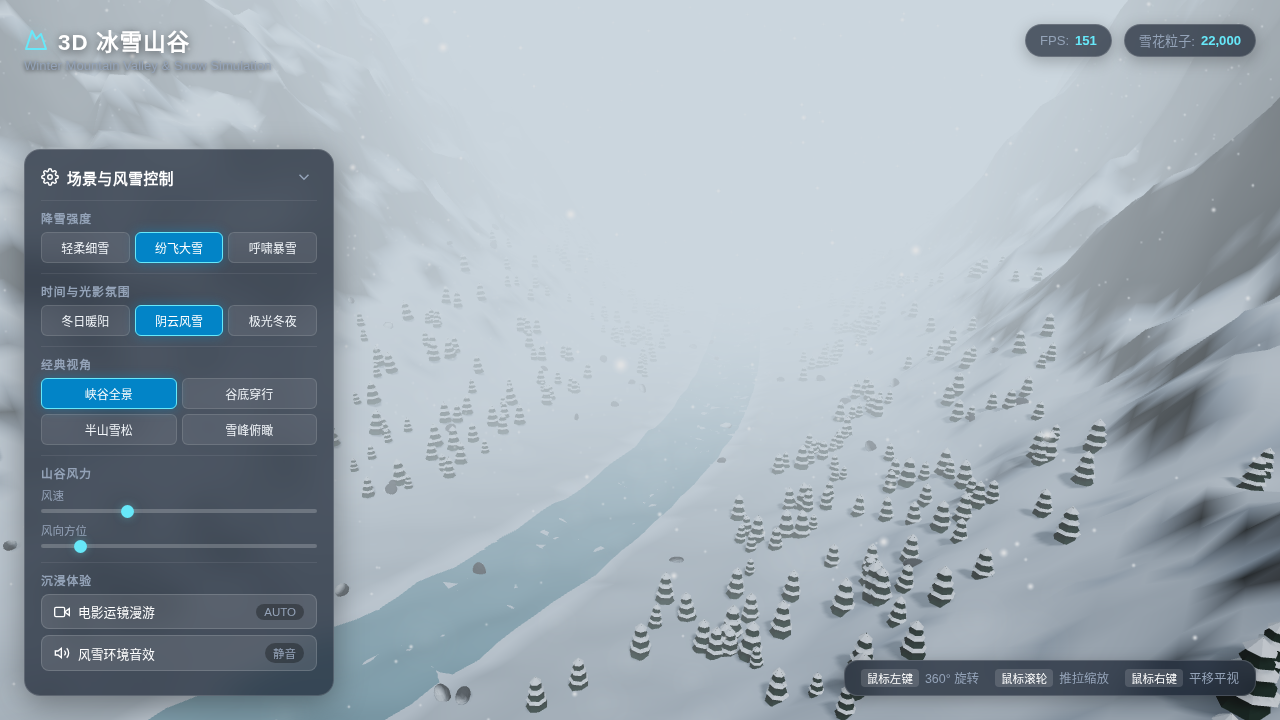 3D 冰雪山谷
Winter Mountain Valley & Snow Simulation
FPS: 151
雪花粒子: 22,000
场景与风雪控制
降雪强度
轻柔细雪 纷飞大雪 呼啸暴雪
时间与光影氛围
冬日暖阳 阴云风雪 极光冬夜
经典视角
峡谷全景 谷底穿行
半山雪松 雪峰俯瞰
山谷风力
风速
风向方位
沉浸体验
电影运镜漫游 AUTO
风雪环境音效 静音
鼠标左键 360° 旋转 鼠标滚轮 推拉缩放 鼠标右键 平移平视